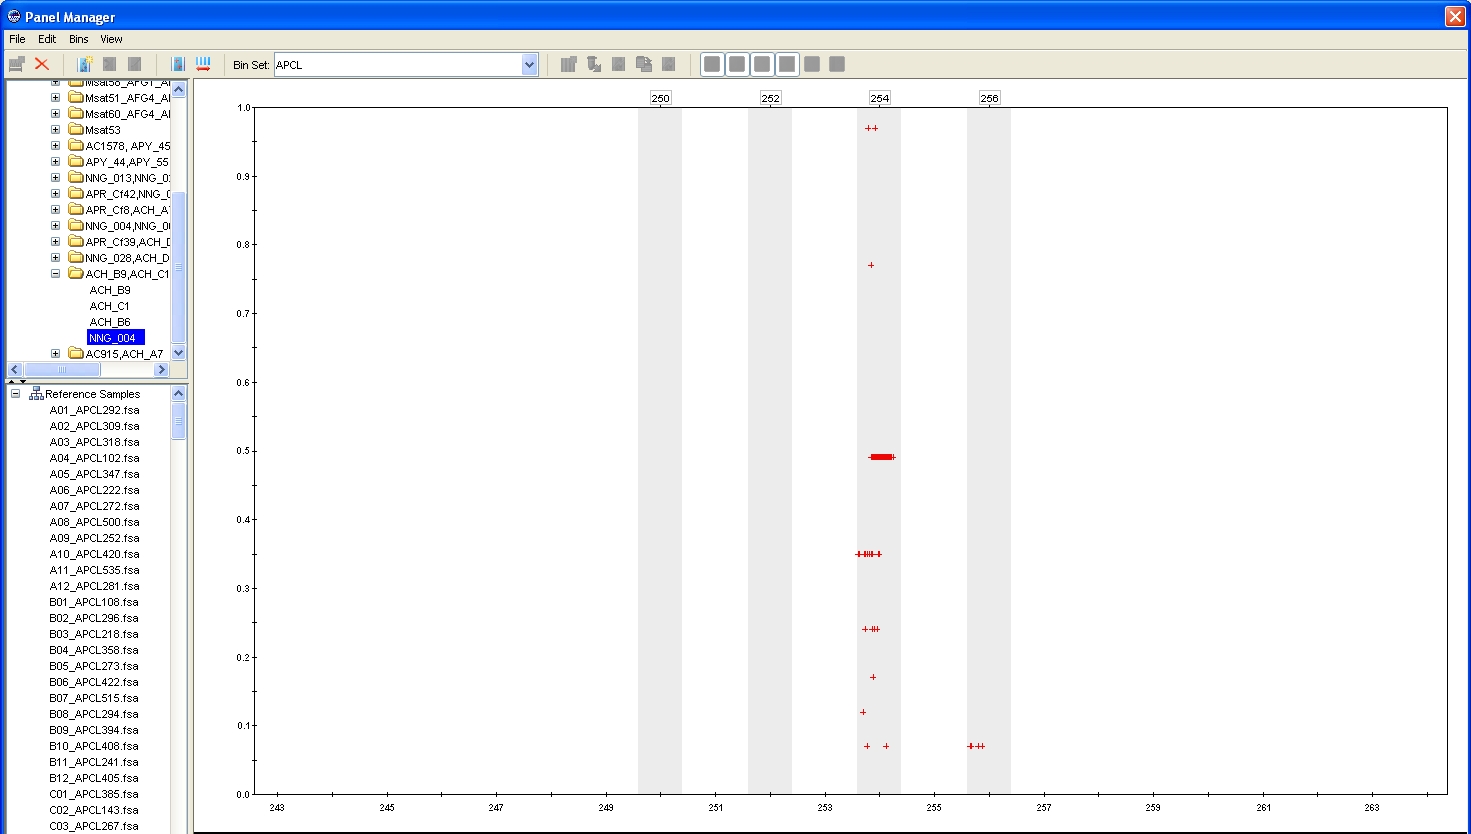 Panel Manager
File Edit Bins View
Bin Set: APCL
Msat51_AFG4_A
Msat60_AFG4_A
Msat53
AC1578, APY_45
APY_44,APY_55
NNG_013,NNG_0
APR_Cf42,NNG_0
APR_Cf8,ACH_A
NNG_004,NNG_0
APR_Cf39,ACH_D
NNG_028,ACH_D
ACH_B9,ACH_C1
ACH_B9
ACH_C1
ACH_B6
NNG_004
AC915,ACH_A7
Reference Samples
A01_APCL292.fsa
A02_APCL309.fsa
A03_APCL318.fsa
A04_APCL102.fsa
A05_APCL347.fsa
A06_APCL222.fsa
A07_APCL272.fsa
A08_APCL500.fsa
A09_APCL252.fsa
A10_APCL420.fsa
A11_APCL535.fsa
A12_APCL281.fsa
B01_APCL108.fsa
B02_APCL296.fsa
B03_APCL218.fsa
B04_APCL358.fsa
B05_APCL273.fsa
B06_APCL422.fsa
B07_APCL515.fsa
B08_APCL294.fsa
B09_APCL394.fsa
B10_APCL408.fsa
B11_APCL241.fsa
B12_APCL405.fsa
C01_APCL385.fsa
C02_APCL143.fsa
C03_APCL267.fsa
250 252 254 256
1.0
0.9
0.8
0.7
0.6
0.5
0.4
0.3
0.2
0.1
0.0
243 245 247 249 251 253 255 257 259 261 263